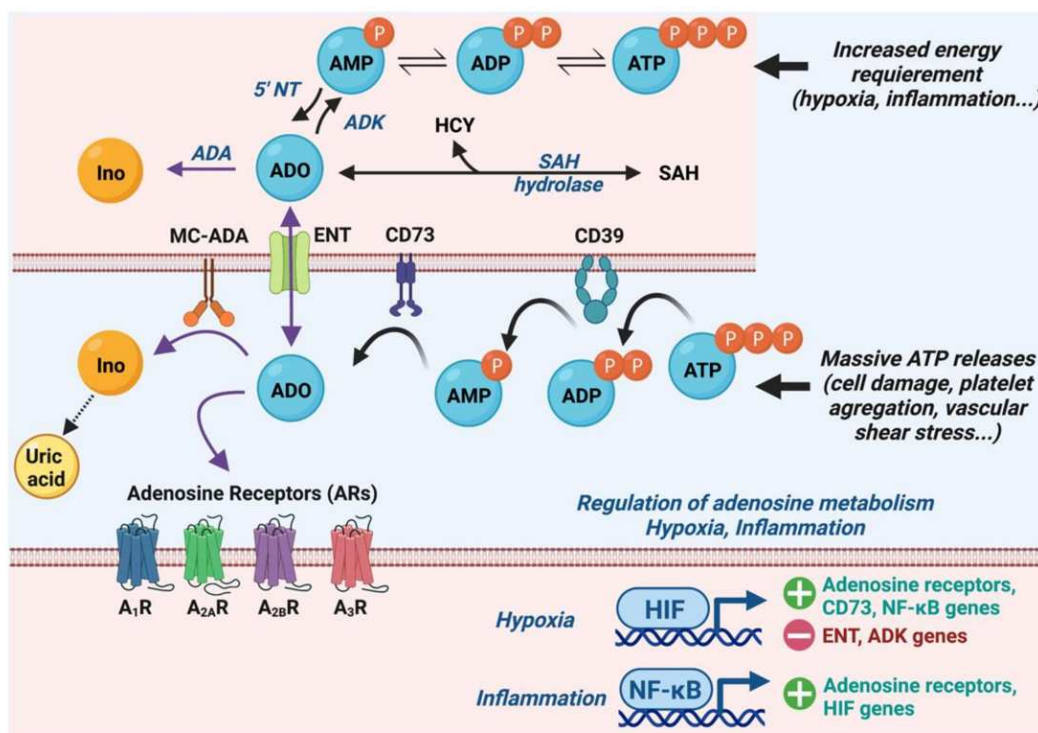 P
P P
P P P
AMP
ADP
ATP
Increased energy
requierement
(hypoxia, inflammation...)
5' NT
ADK
HCY
ADA
Ino
ADO
SAH
hydrolase
SAH
MC-ADA
ENT
CD73
CD39
Ino
ADO
P
AMP
P P
ADP
P P P
ATP
Massive ATP releases
(cell damage, platelet
agregation, vascular
shear stress...)
Uric
acid
Adenosine Receptors (ARs)
A₁R
A₂AR
A₂BR
A₃R
Regulation of adenosine metabolism
Hypoxia, Inflammation
Hypoxia
HIF
Adenosine receptors,
CD73, NF-κB genes
ENT, ADK genes
Inflammation
NF-κB
Adenosine receptors,
HIF genes